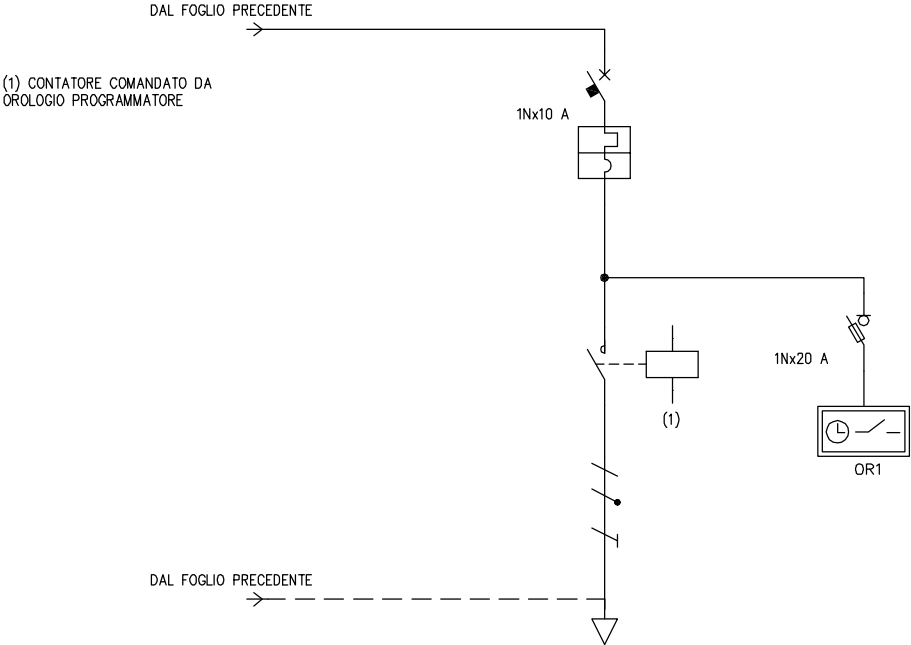 DAL FOGLIO PRECEDENTE
(1) CONTATORE COMANDATO DA
OROLOGIO PROGRAMMATORE
1Nx10 A
1Nx20 A
(1)
OR1
DAL FOGLIO PRECEDENTE